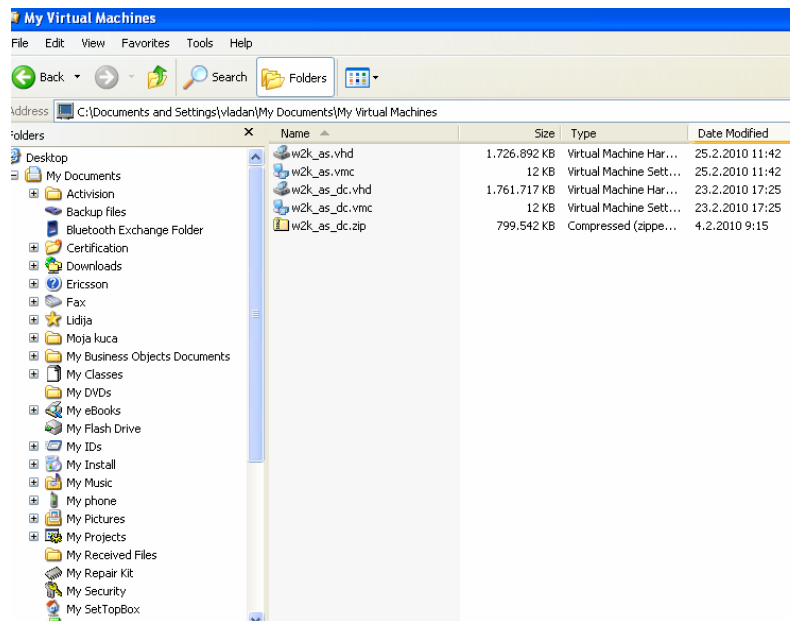 My Virtual Machines
File Edit View Favorites Tools Help
Back Search Folders
Address C:\Documents and Settings\vladan\My Documents\My Virtual Machines
Folders X Name Size Type Date Modified
Desktop
My Documents
Activision
Backup files
Bluetooth Exchange Folder
Certification
Downloads
Ericsson
Fax
Lidija
Moja kuca
My Business Objects Documents
My Classes
My DVDs
My eBooks
My Flash Drive
My IDs
My Install
My Music
My phone
My Pictures
My Projects
My Received Files
My Repair Kit
My Security
My SetTopBox
w2k_as.vhd 1.726.892 KB Virtual Machine Har... 25.2.2010 11:42
w2k_as.vmc 12 KB Virtual Machine Sett... 25.2.2010 11:42
w2k_as_dc.vhd 1.761.717 KB Virtual Machine Har... 23.2.2010 17:25
w2k_as_dc.vmc 12 KB Virtual Machine Sett... 23.2.2010 17:25
w2k_as_dc.zip 799.542 KB Compressed (zippe... 4.2.2010 9:15